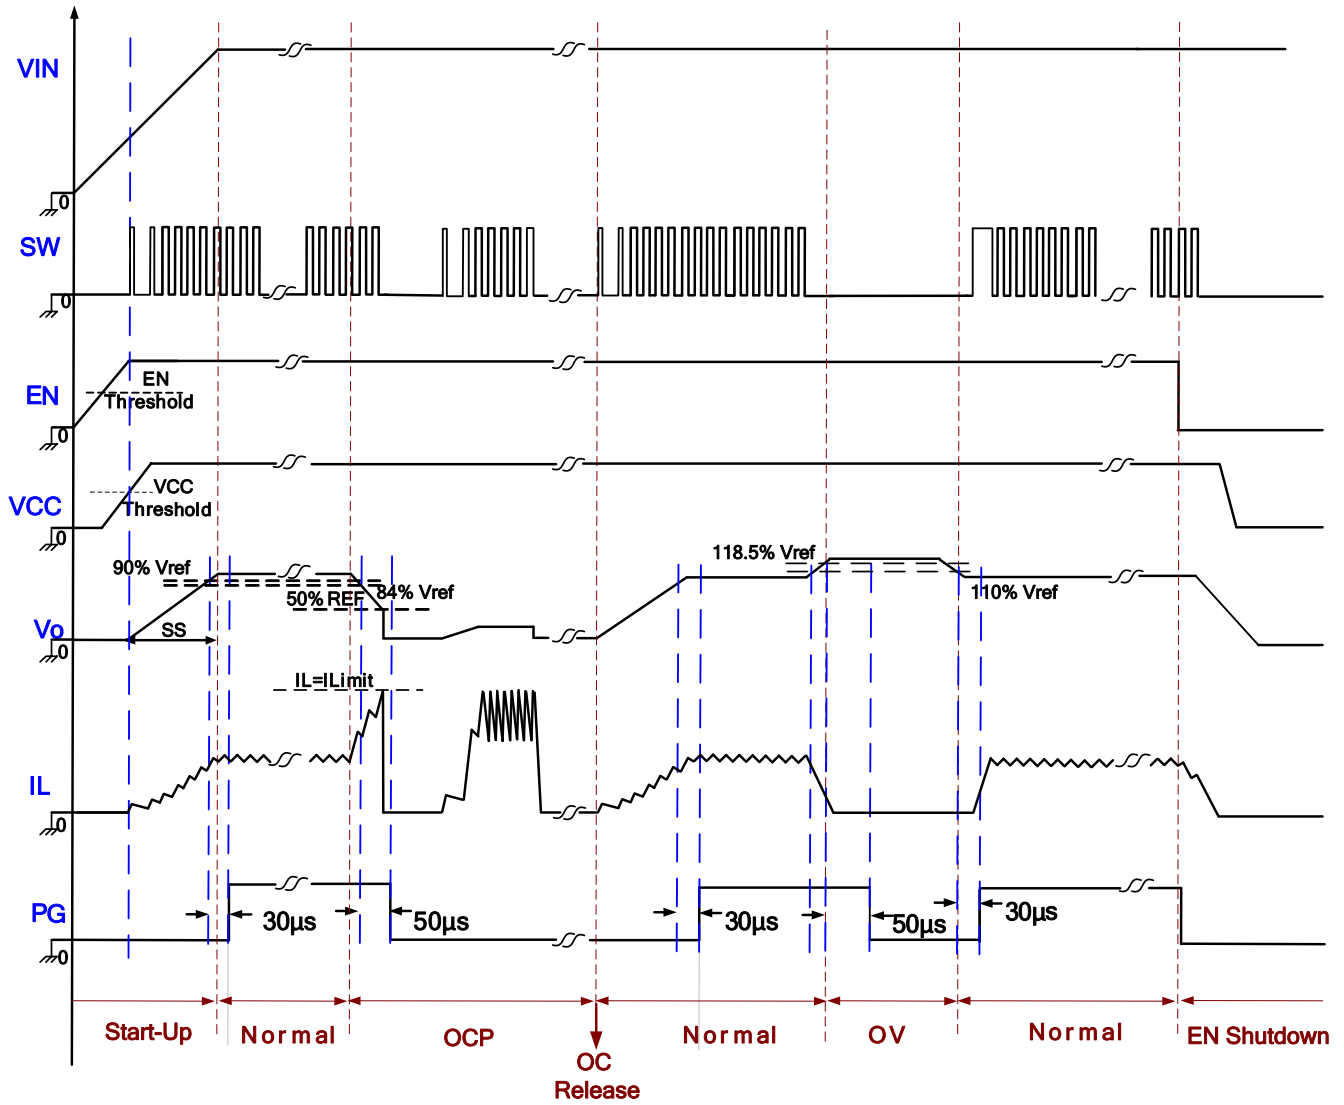 VIN
0
SW
0
EN
Threshold
EN
0
VCC
Threshold
VCC
0
118.5% Vref
90% Vref
84% Vref
50% REF
110% Vref
SS
Vo
0
IL=ILimit
IL
0
PG
30µs
50µs
30µs
50µs
30µs
0
Start-Up
Normal
OCP
Normal
OV
Normal
EN Shutdown
OC
Release